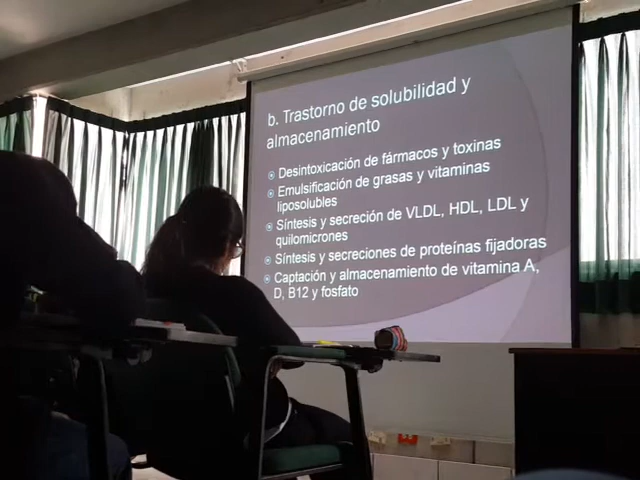 b. Trastorno de solubilidad y
almacenamiento
Desintoxicación de fármacos y toxinas
Emulsificación de grasas y vitaminas
liposolubles
Síntesis y secreción de VLDL, HDL, LDL y
quilomicrones
Síntesis y secreciones de proteínas fijadoras
Captación y almacenamiento de vitamina A,
D, B12 y fosfato